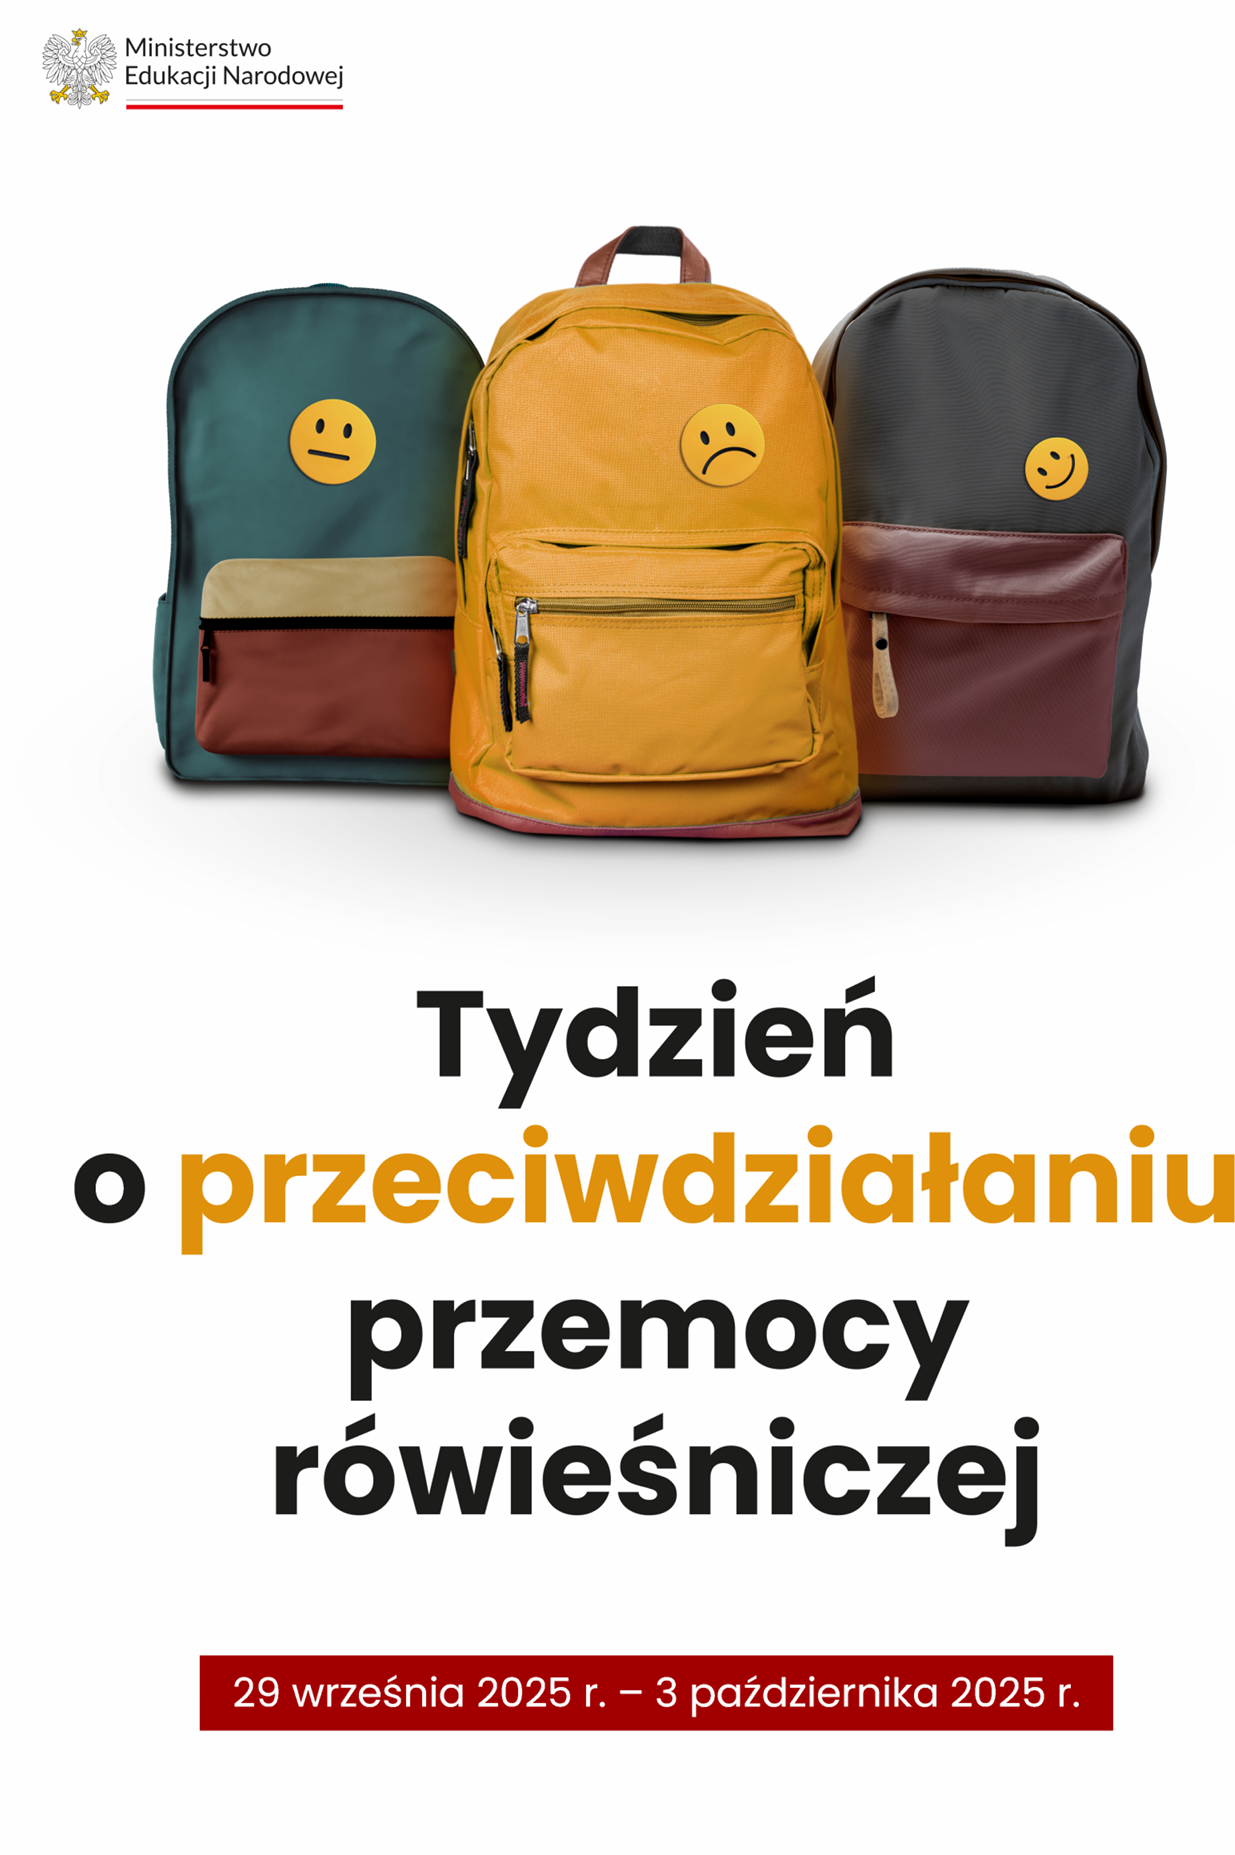 Ministerstwo
Edukacji Narodowej
Tydzień
o przeciwdziałaniu
przemocy
rówieśniczej
29 września 2025 r. – 3 października 2025 r.